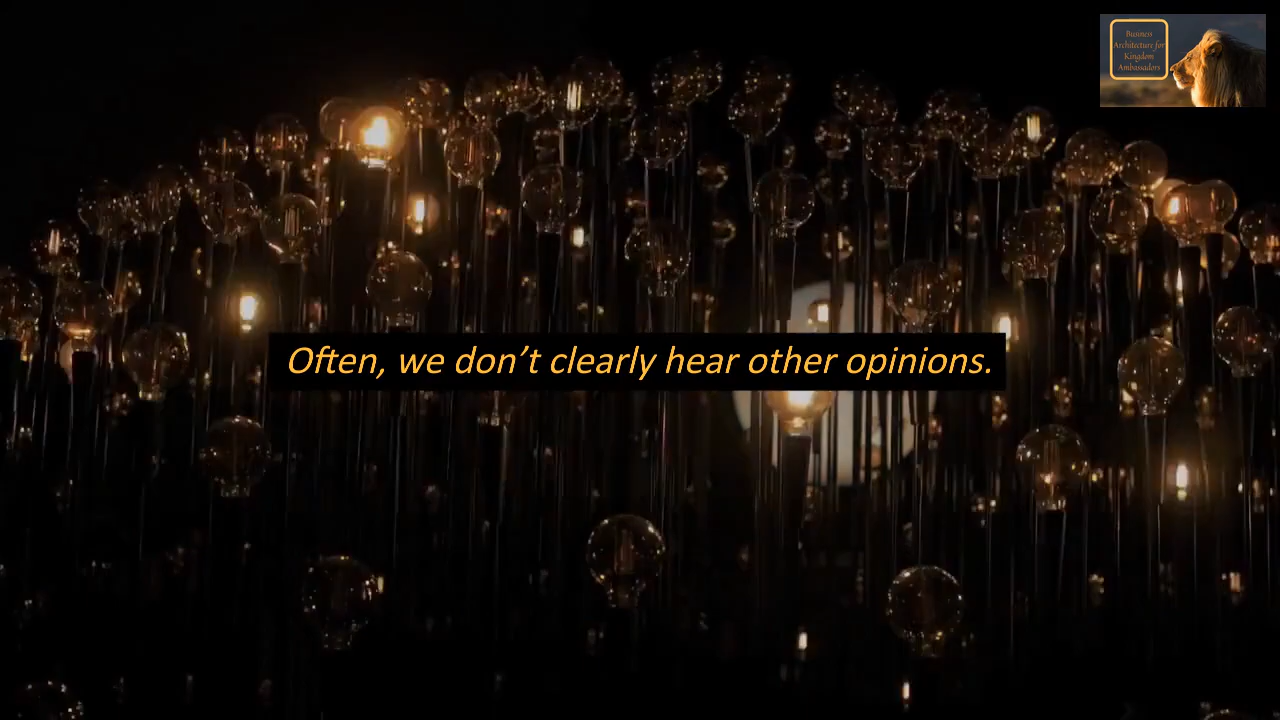 Business
Architecture for
Kingdom
Ambassadors
Often, we don’t clearly hear other opinions.